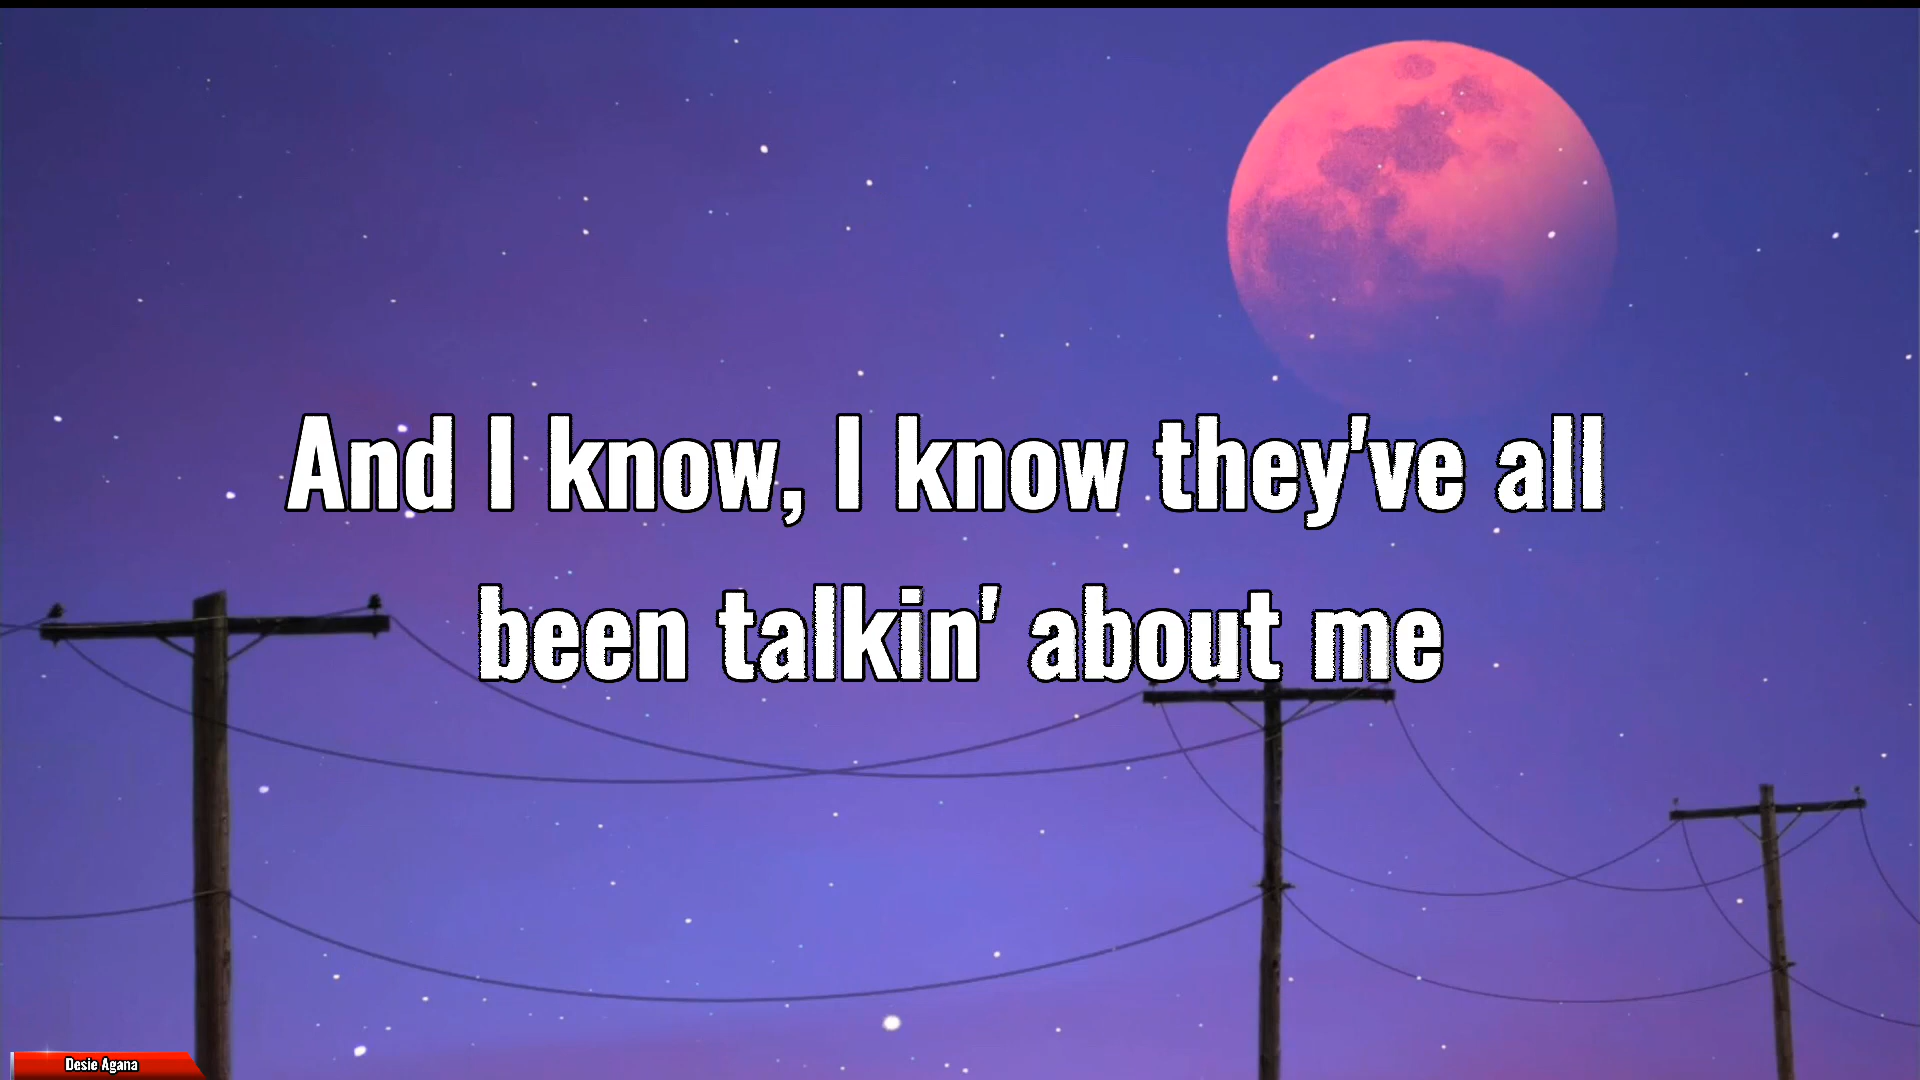 And I know, I know they've all
been talkin' about me
Desie Agana